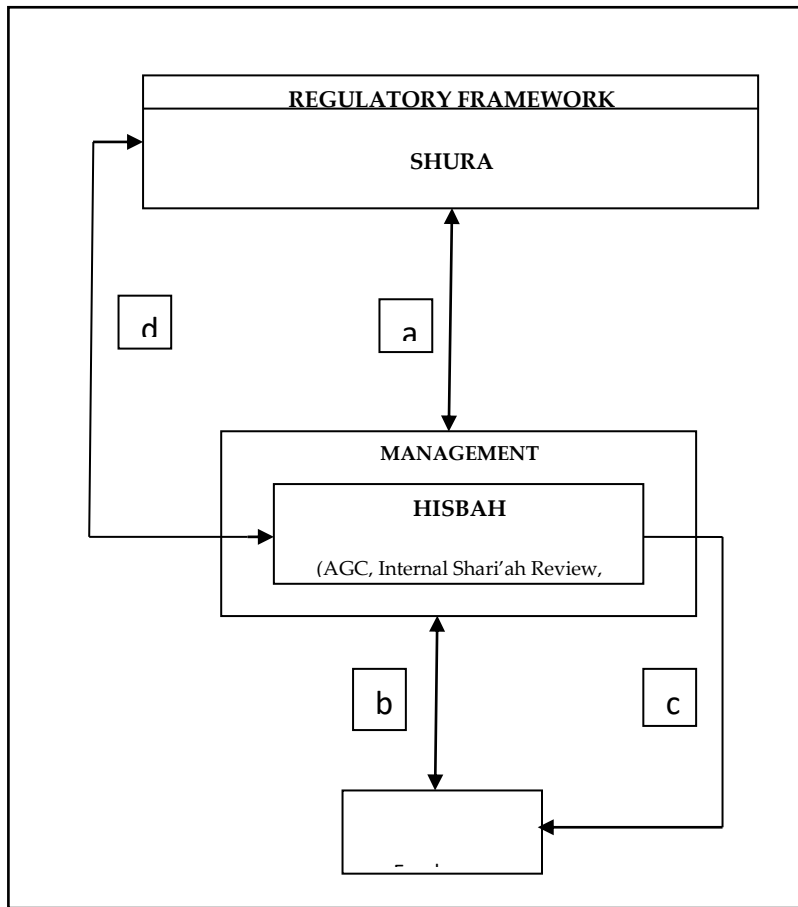 REGULATORY FRAMEWORK
SHURA
d
a
MANAGEMENT
HISBAH
(AGC, Internal Shari’ah Review,
b
c